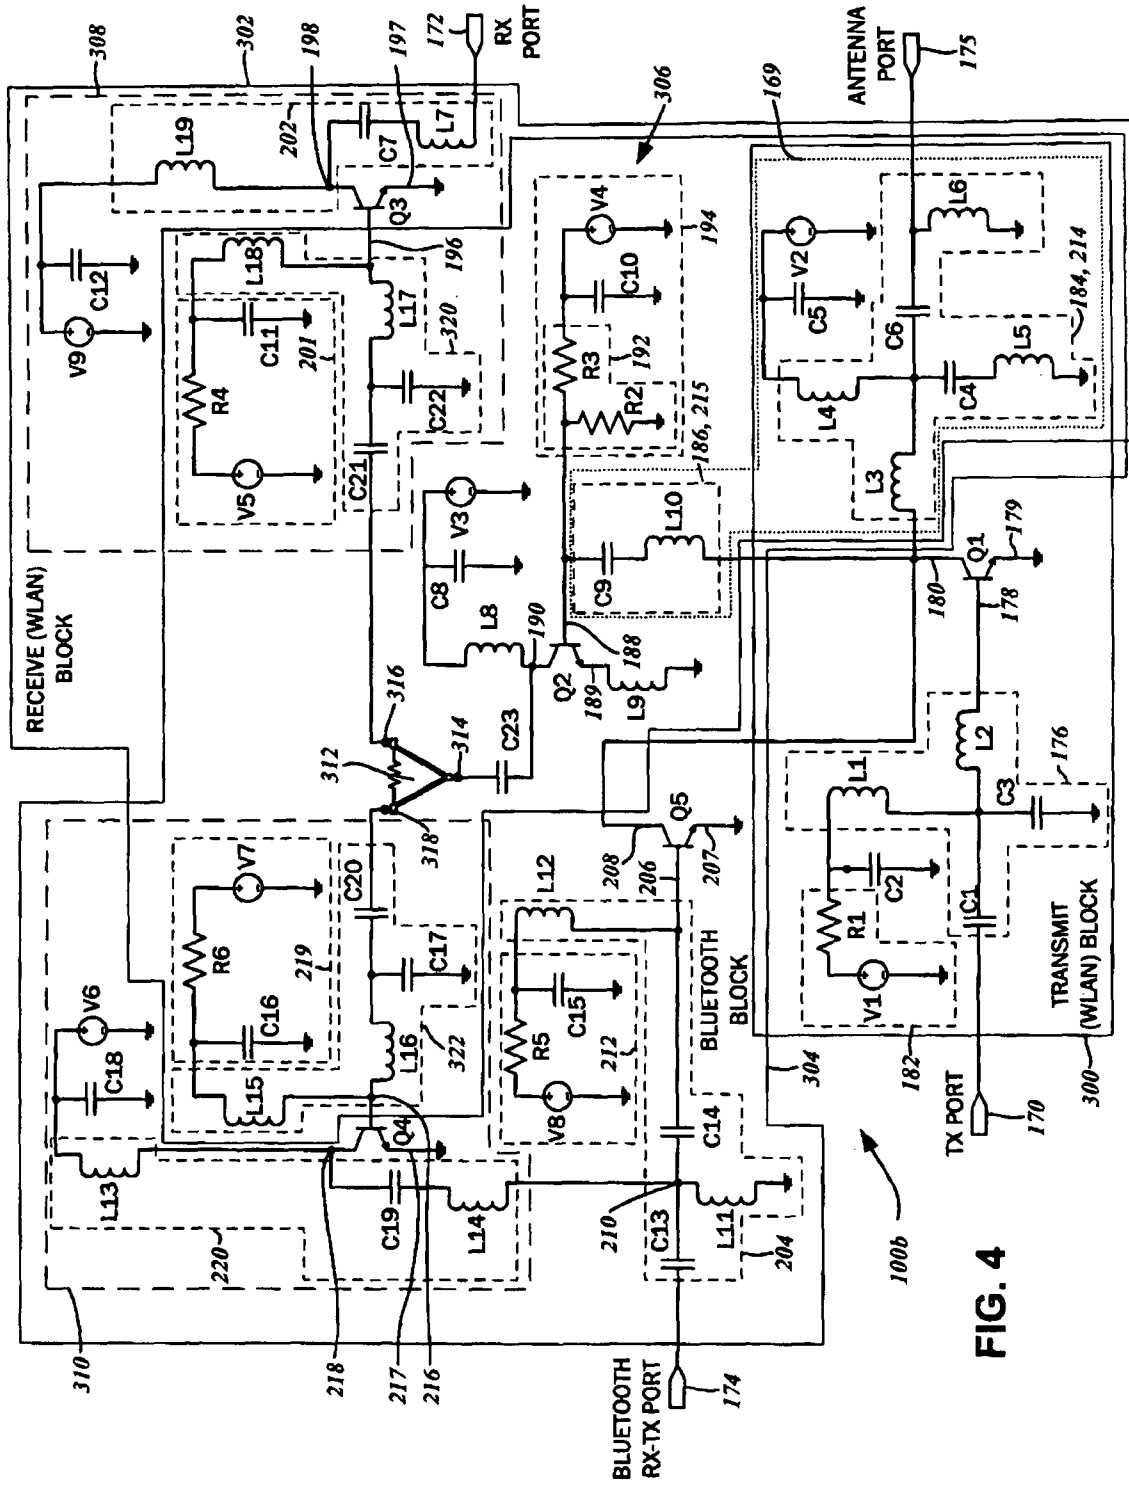 308
302
198
172
RX
PORT
197
L19
202
C7
L7
Q3
C12
V9
L18
196
C11
201
R4
V5
L17
320
C22
C21
RECEIVE (WLAN)
BLOCK
306
V4
194
C10
R3
192
R2
186, 215
C9
L10
188
V3
C8
L8
190
Q2
189
L9
ANTENNA
PORT
175
169
V2
C5
L6
C6
184, 214
L5
C4
L4
L3
Q1
179
180
178
316
312
314
C23
318
V7
R6
219
C20
C17
V6
C18
C16
L15
L16
322
Q4
L13
C19
L14
220
310
218
217
216
Q5
208
206
207
L12
C15
R5
212
V8
BLUETOOTH
BLOCK
C14
210
C13
L11
204
BLUETOOTH
RX-TX PORT
174
L1
L2
176
C3
C2
C1
R1
V1
TRANSMIT
(WLAN) BLOCK
182
304
300
TX PORT
170
100b
FIG. 4